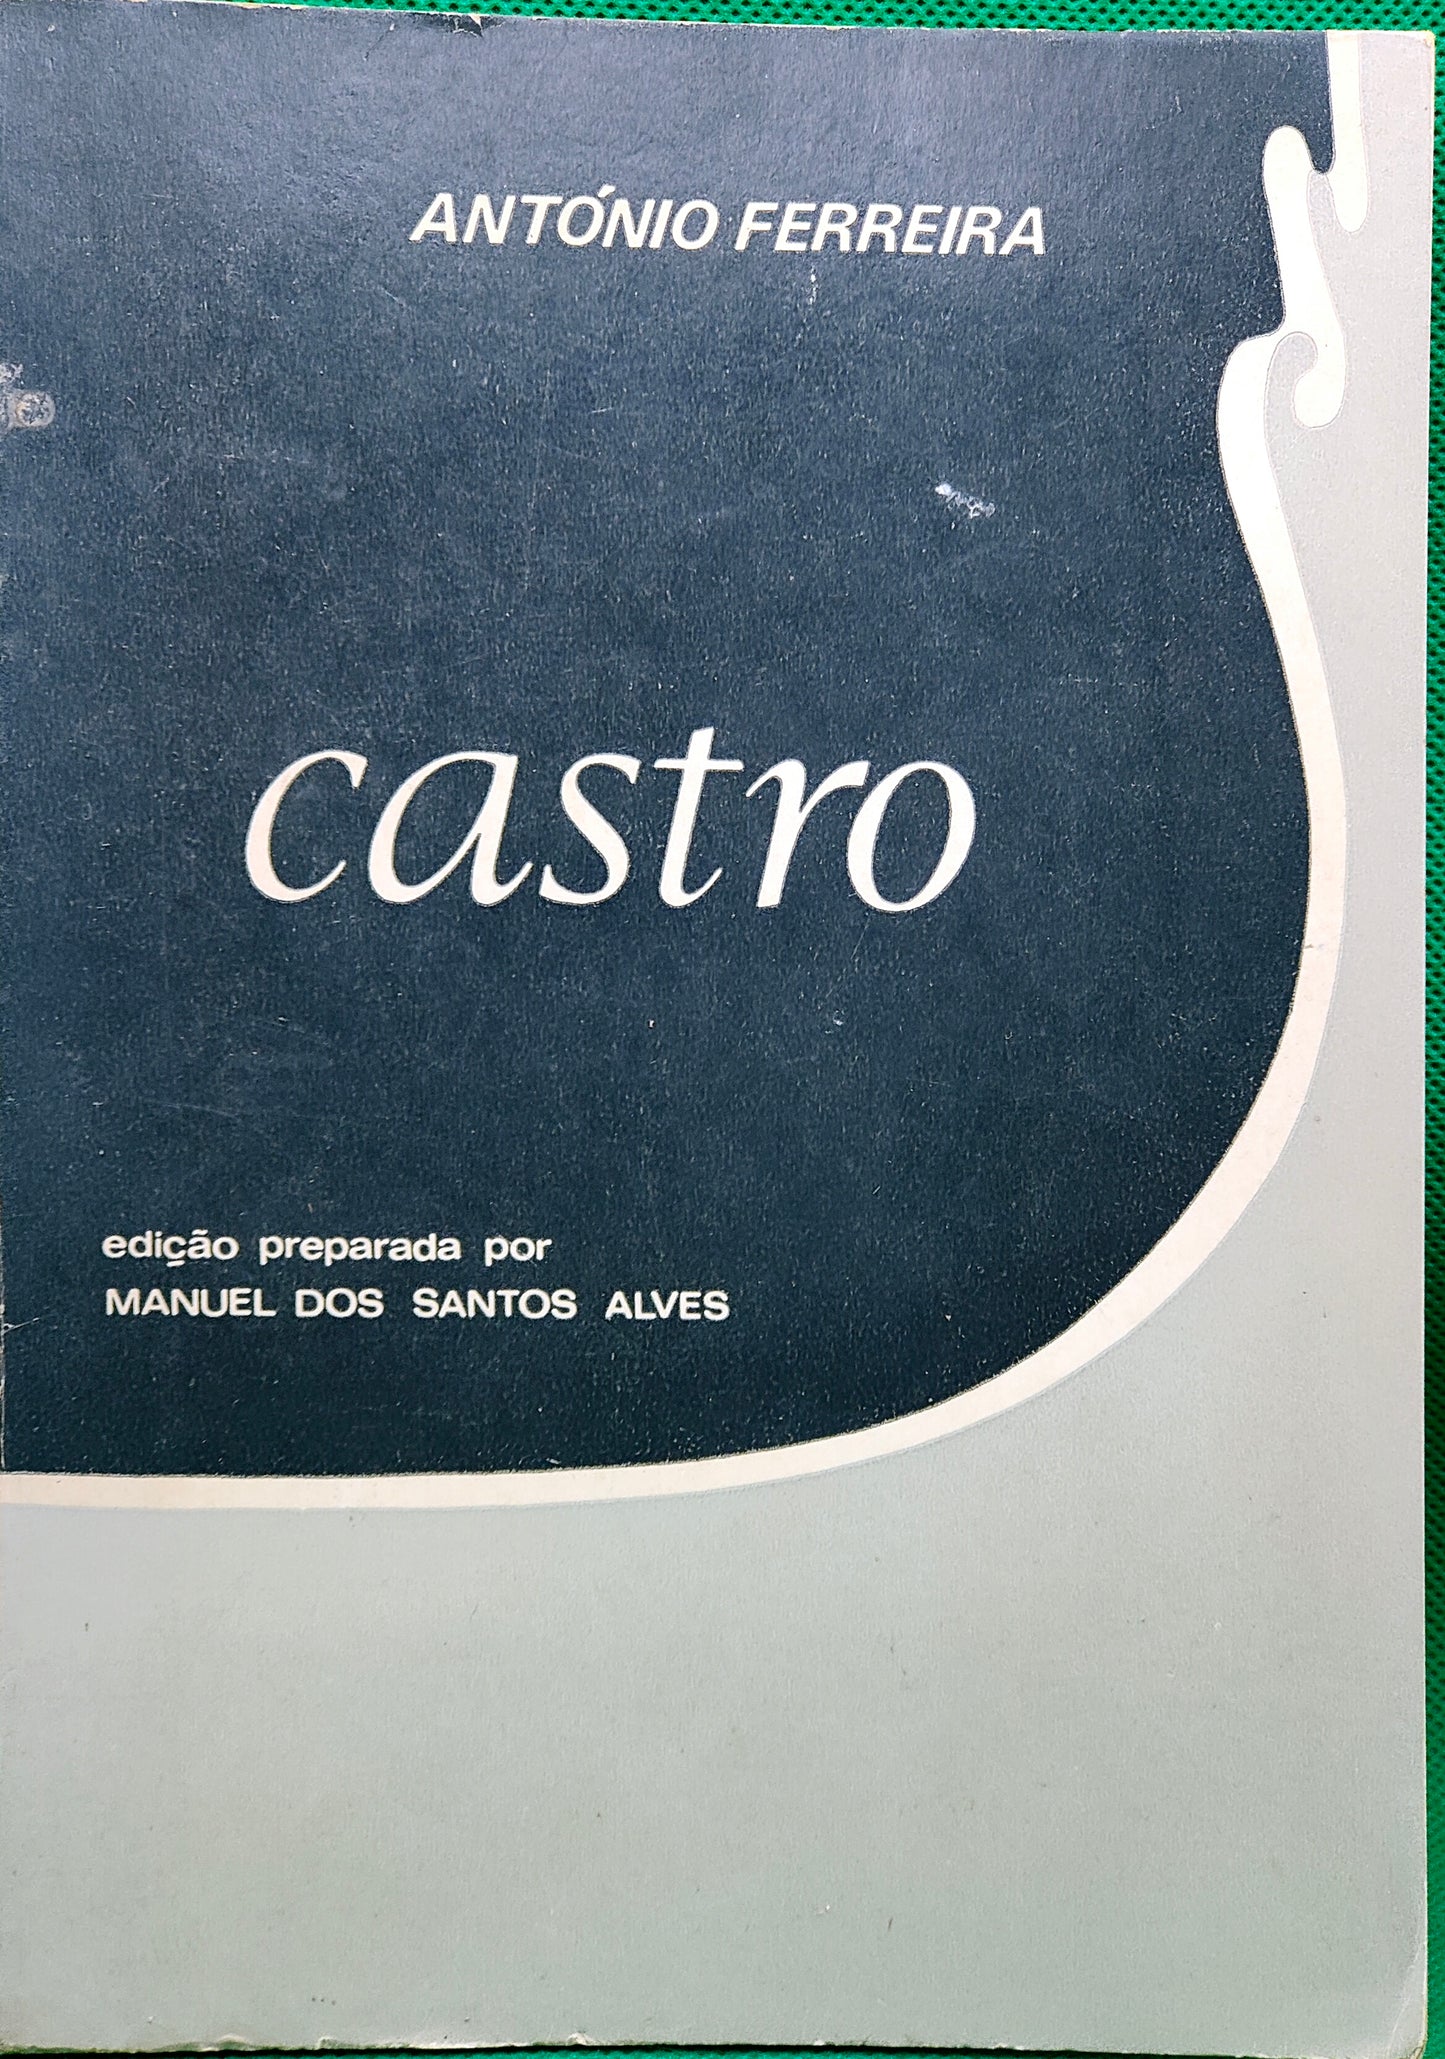 ANTÓNIO FERREIRA
castro
edição preparada por
MANUEL DOS SANTOS ALVES